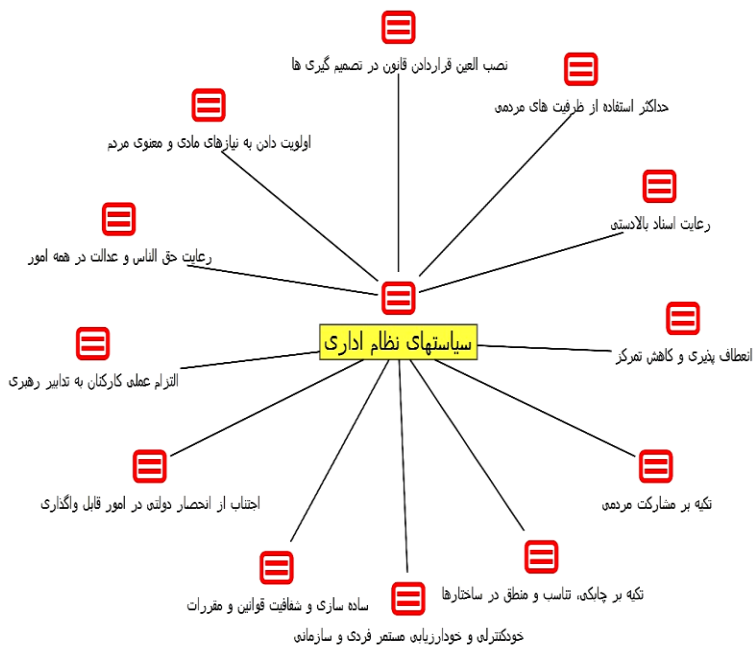 نصب العین قراردادن قانون در تصمیم گیری ها
حداکثر استفاده از ظرفیت های مردمی
اولویت دادن به نیازهای مادی و معنوی مردم
رعایت اسناد بالادستی
رعایت حق الناس و عدالت در همه امور
سیاستهای نظام اداری
انعطاف پذیری و کاهش تمرکز
التزام عملی کارکنان به تدابیر رهبری
تکیه بر مشارکت مردمی
اجتناب از انحصار دولتی در امور قابل واگذاری
تکیه بر چابکی، تناسب و منطق در ساختارها
ساده سازی و شفافیت قوانین و مقررات
خودکنترلی و خودارزیابی مستمر فردی و سازمانی